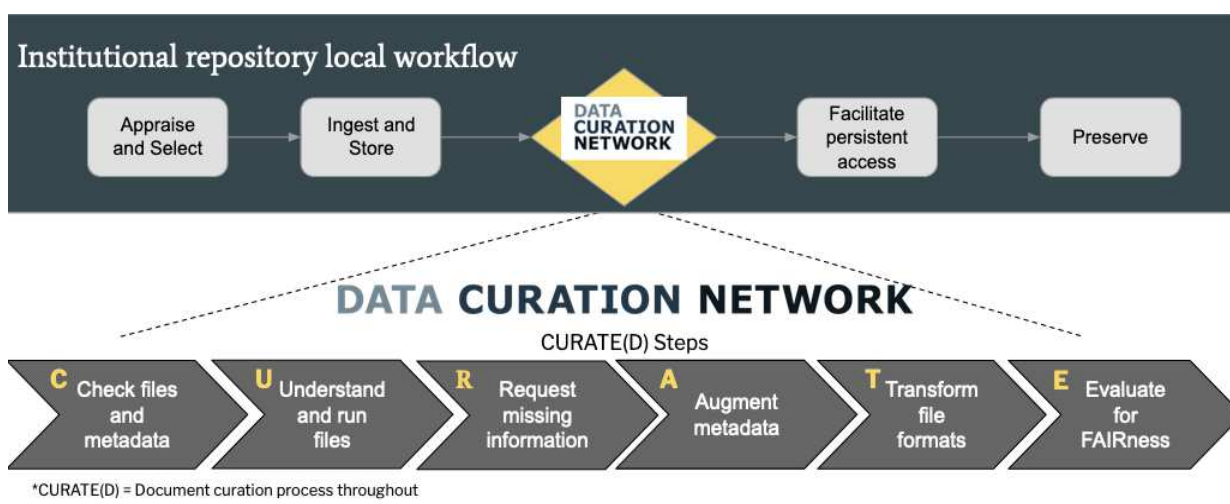 Institutional repository local workflow
Appraise
and Select
Ingest and
Store
DATA
CURATION
NETWORK
Facilitate
persistent
access
Preserve
DATA CURATION NETWORK
CURATE(D) Steps
C Check files
and
metadata
U Understand
and run
files
R Request
missing
information
A Augment
metadata
T Transform
file
formats
E Evaluate
for
FAIRness
*CURATE(D) = Document curation process throughout